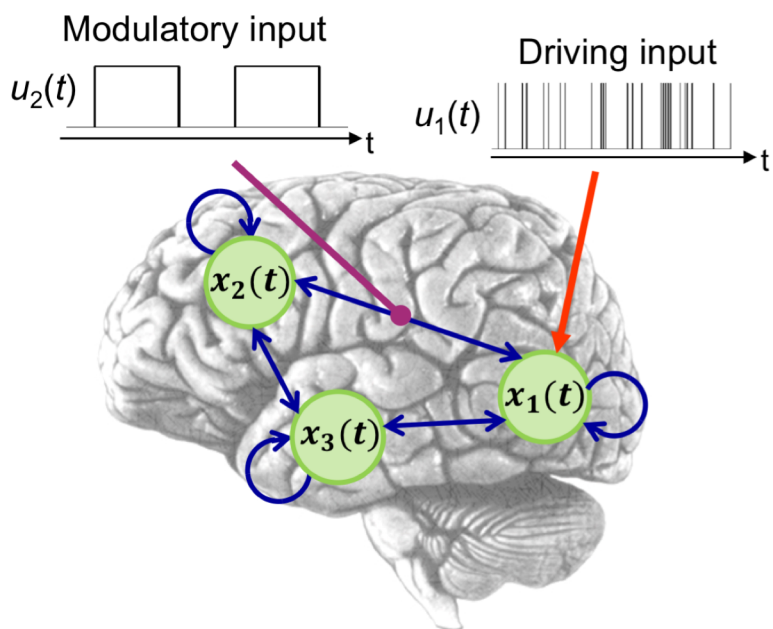 Modulatory input
u₂(t)
t
Driving input
u₁(t)
t
x₂(t)
x₁(t)
x₃(t)